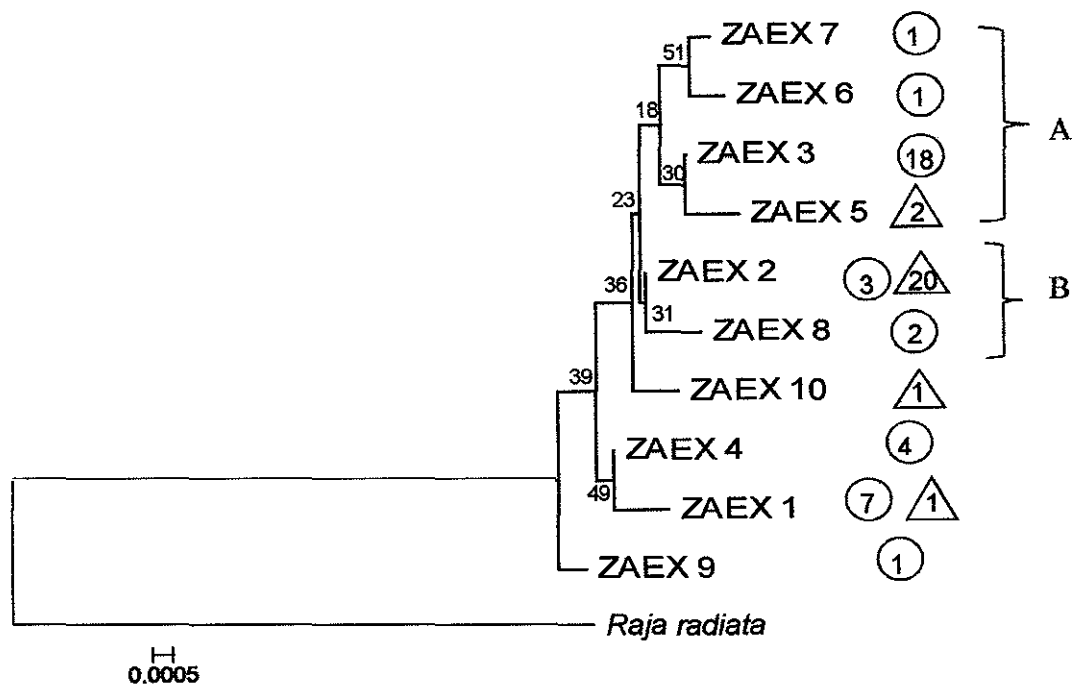 ZAEX 7 1
51
ZAEX 6 1
A
18
ZAEX 3 18
30
ZAEX 5 2
23
ZAEX 2 3 20
B
36
31
ZAEX 8 2
39
ZAEX 10 1
ZAEX 4 4
49
ZAEX 1 7 1
ZAEX 9 1
Raja radiata
0.0005